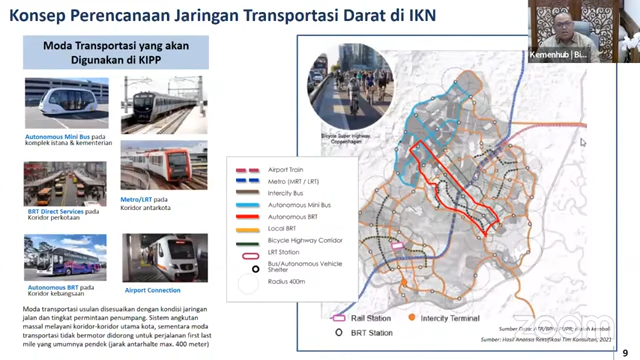 Konsep Perencanaan Jaringan Transportasi Darat di IKN
Kemenhub | Bi...
Moda Transportasi yang akan
Digunakan di KIPP
Autonomous Mini Bus pada
komplek istana & kementerian
BRT Direct Services pada
Koridor perkotaan
Metro/LRT pada
Koridor antarkota
Autonomous BRT pada
Koridor kebangsaan
Airport Connection
Moda transportasi usulan disesuaikan dengan kondisi jaringan
jalan dan tingkat permintaan penumpang. Sistem angkutan
massal melayani koridor-koridor utama kota, sementara moda
transportasi tidak bermotor didorong untuk perjalanan first last
mile yang umumnya pendek (jarak antarhalte max. 400 meter)
Bicycle Super Highway
Copenhagen
Airport Train
Metro (MRT / LRT)
Intercity Bus
Autonomous Mini Bus
Autonomous BRT
Local BRT
Bicycle Highway Corridor
LRT Station
Bus/Autonomous Vehicle
Shelter
Radius 400m
Rail Station
Intercity Terminal
BRT Station
zoom
Sumber: Hasil Analisa Rektifikasi Tim Konsultan, 2021
9